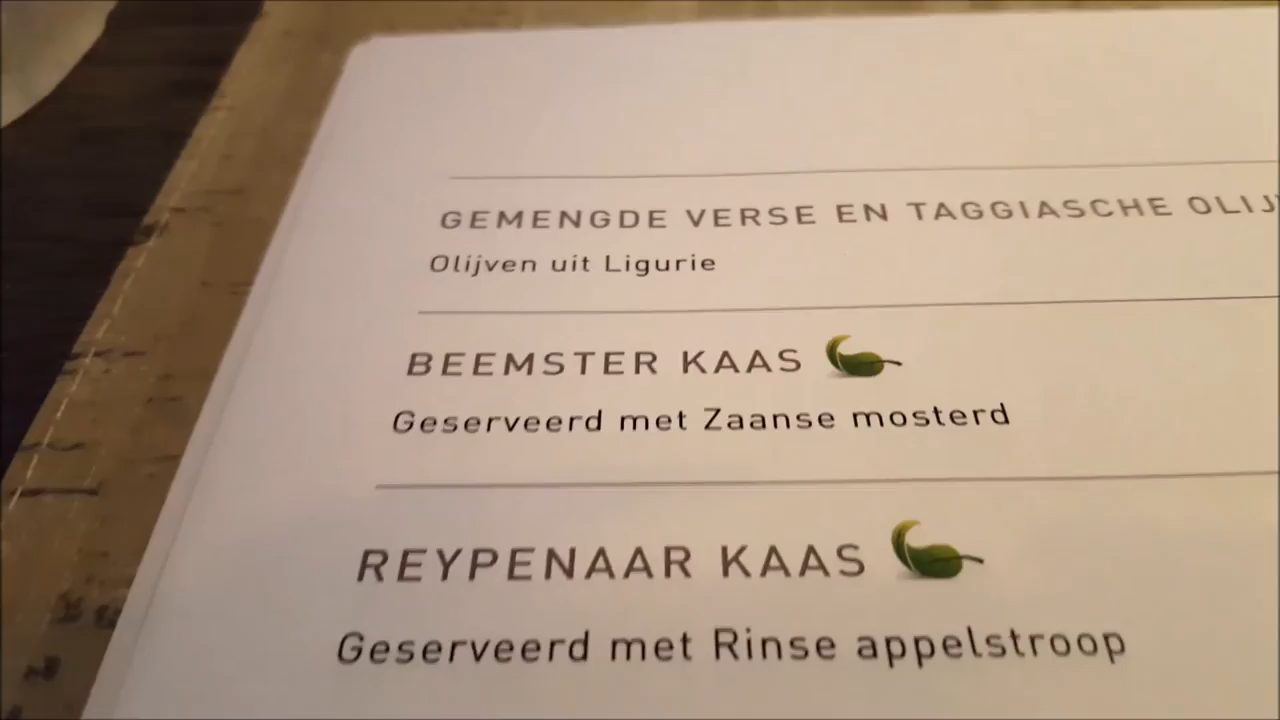 GEMENGDE VERSE EN TAGGIASCHE
Olijven uit Ligurie
BEEMSTER KAAS
Geserveerd met Zaanse mosterd
REYPENAAR KAAS
Geserveerd met Rinse appelstroop